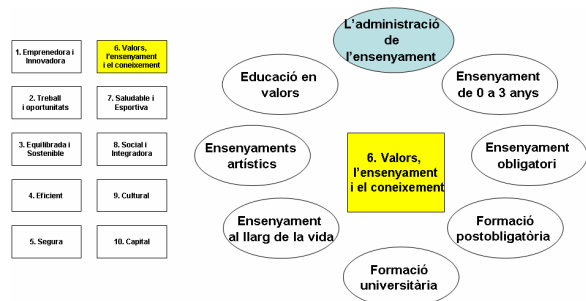 1. Emprenedora i
Innovadora
6. Valors,
l'ensenyament
i el coneixement
2. Treball
i oportunitats
7. Saludable i
Esportiva
3. Equilibrada i
Sostenible
8. Social i
Integradora
4. Eficient
9. Cultural
5. Segura
10. Capital
L'administració
de
l'ensenyament
Educació en
valors
Ensenyament
de 0 a 3 anys
Ensenyaments
artístics
6. Valors,
l'ensenyament
i el coneixement
Ensenyament
obligatori
Ensenyament
al llarg de la vida
Formació
postobligatòria
Formació
universitària